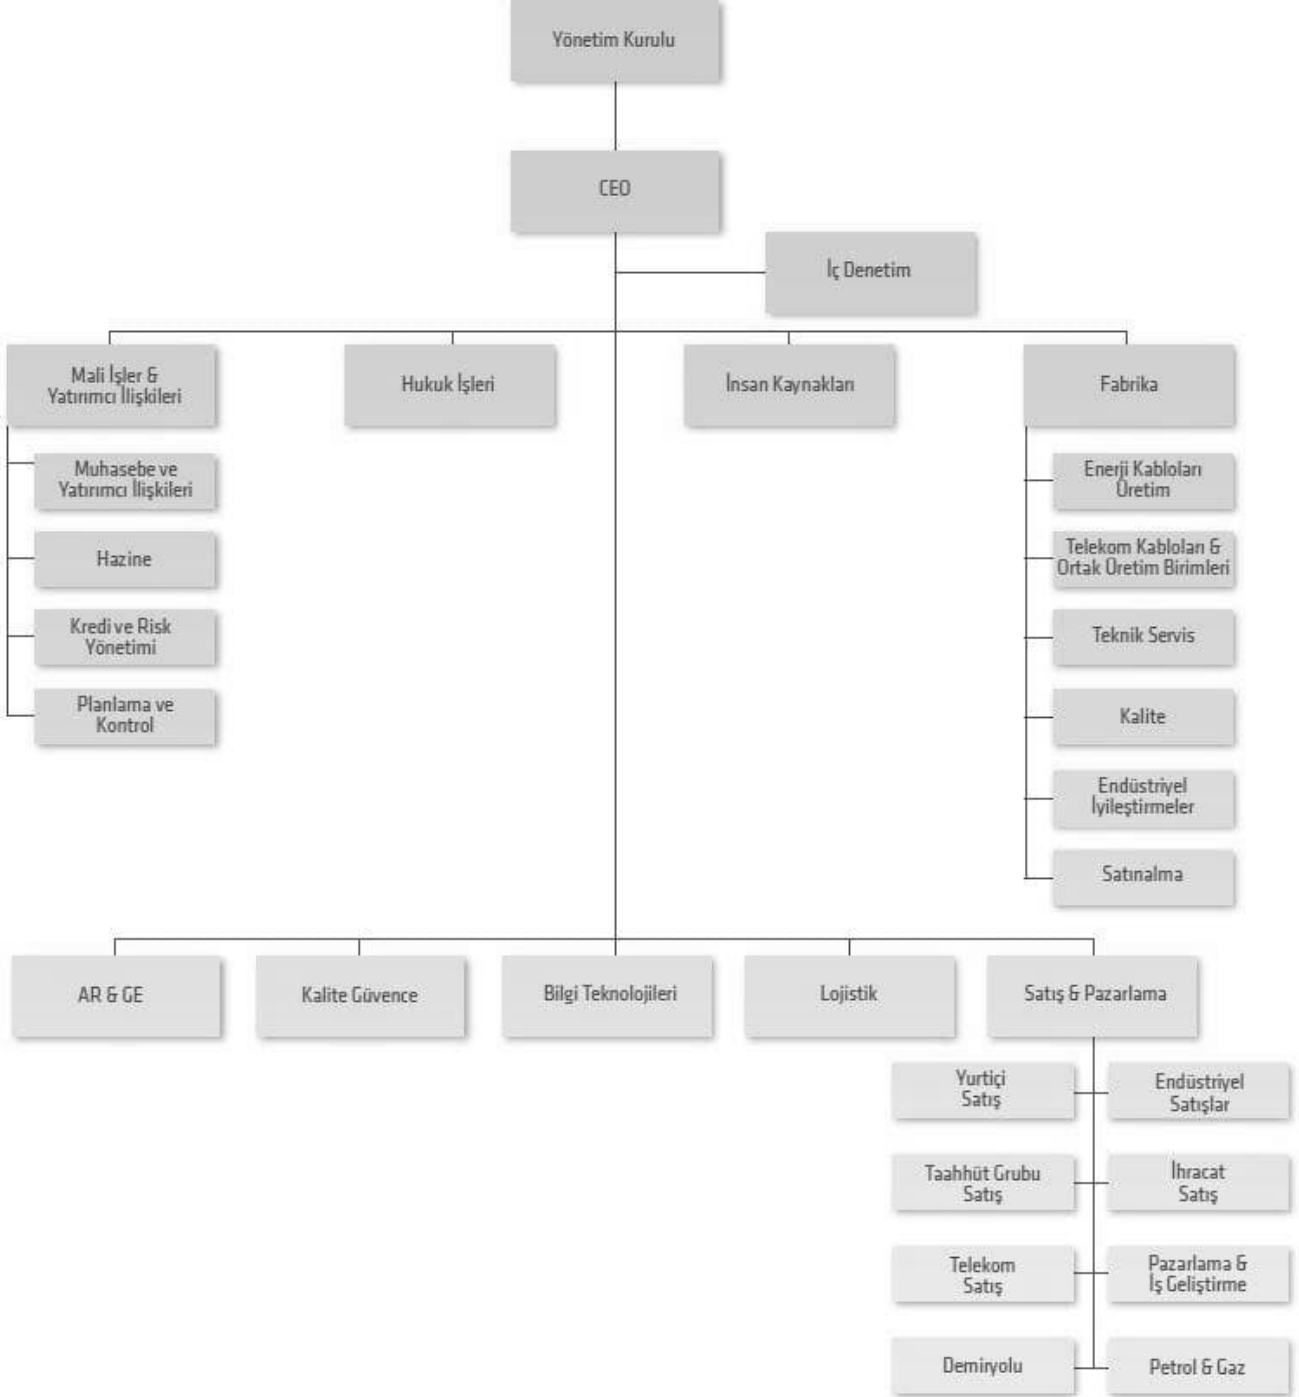 Yönetim Kurulu
CEO
İç Denetim
Mali İşler &
Yatırımcı İlişkileri
Hukuk İşleri
İnsan Kaynakları
Fabrika
Muhasebe ve
Yatırımcı İlişkileri
Hazine
Kredi ve Risk
Yönetimi
Planlama ve
Kontrol
Enerji Kabloları
Üretim
Telekom Kabloları &
Ortak Üretim Birimleri
Teknik Servis
Kalite
Endüstriyel
İyileştirmeler
Satınalma
AR & GE
Kalite Güvence
Bilgi Teknolojileri
Lojistik
Satış & Pazarlama
Yurtiçi
Satış
Endüstriyel
Satışlar
Taahhüt Grubu
Satış
İhracat
Satış
Telekom
Satış
Pazarlama &
İş Geliştirme
Demiryolu
Petrol & Gaz